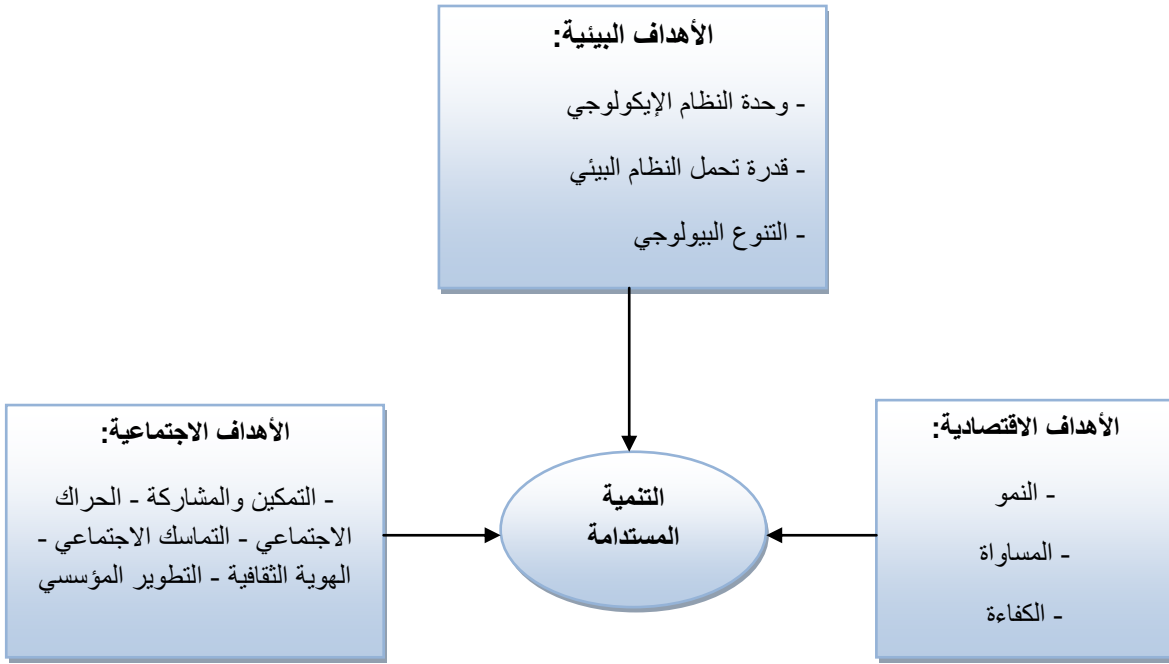 الأهداف البيئية:
- وحدة النظام الإيكولوجي
- قدرة تحمل النظام البيئي
- التنوع البيولوجي
الأهداف الاقتصادية:
- النمو
- المساواة
- الكفاءة
التنمية
المستدامة
الأهداف الاجتماعية:
- التمكين والمشاركة - الحراك
الاجتماعي - التماسك الاجتماعي -
الهوية الثقافية - التطوير المؤسسي